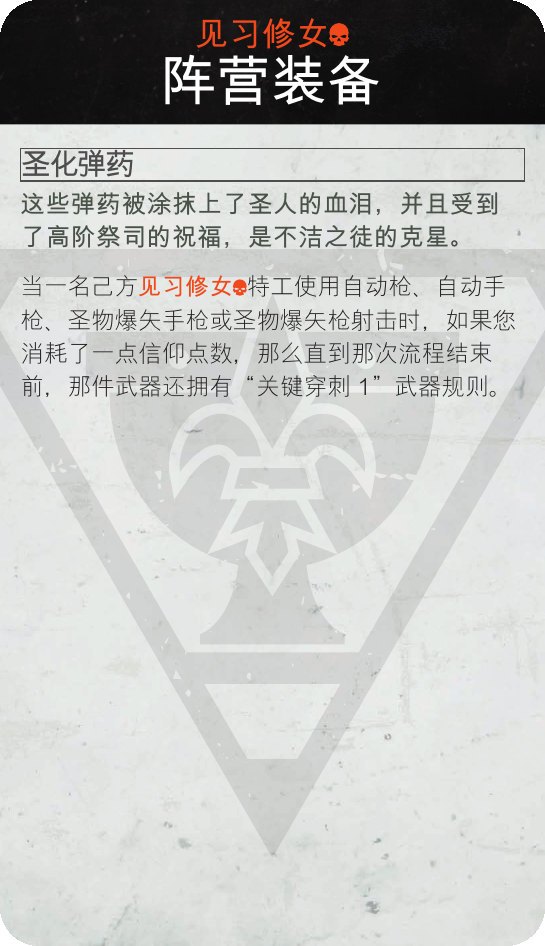 见习修女
阵营装备
圣化弹药
这些弹药被涂抹上了圣人的血泪，并且受到
了高阶祭司的祝福，是不洁之徒的克星。
当一名己方见习修女特工使用自动枪、自动手
枪、圣物爆矢手枪或圣物爆矢枪射击时，如果您
消耗了一点信仰点数，那么直到那次流程结束
前，那件武器还拥有“关键穿刺 1”武器规则。